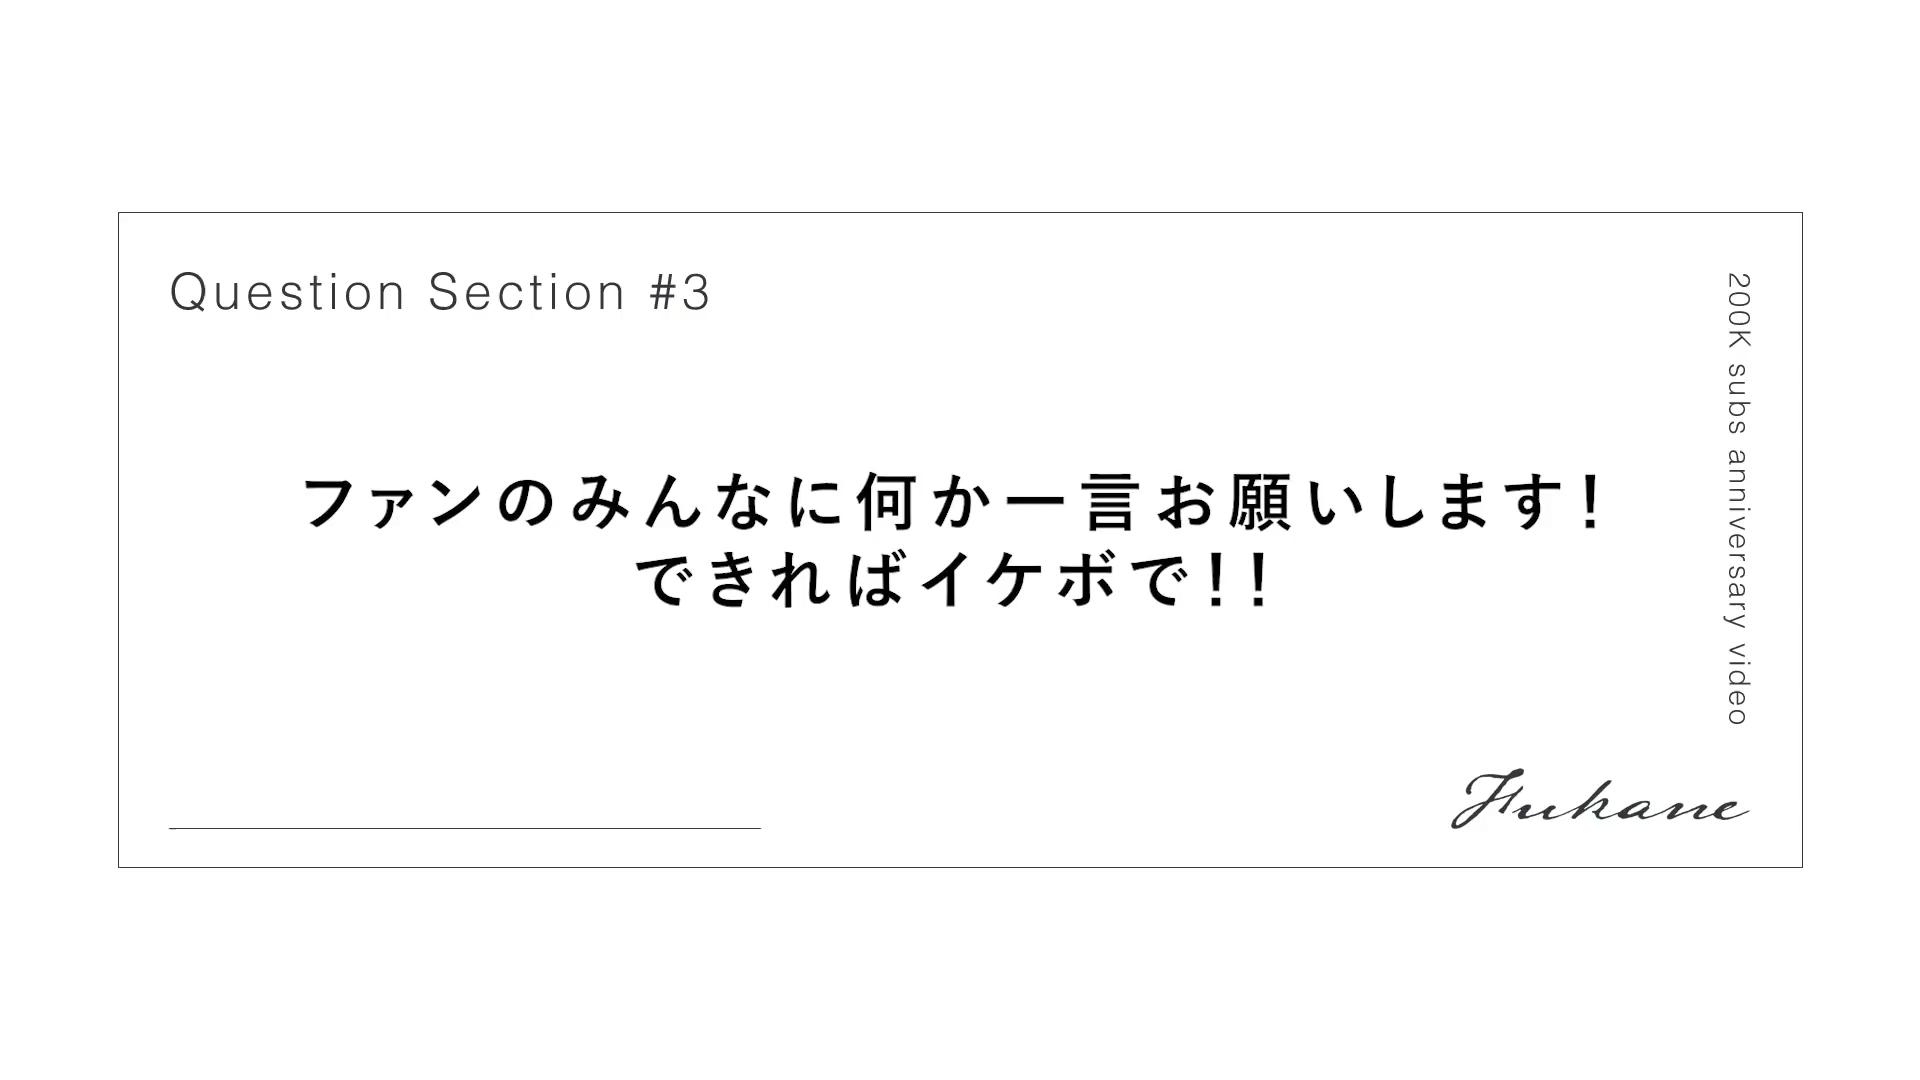 Question Section #3
200K subs anniversary video
ファンのみんなに何か一言お願いします!
できればイケボで!!
Hukane